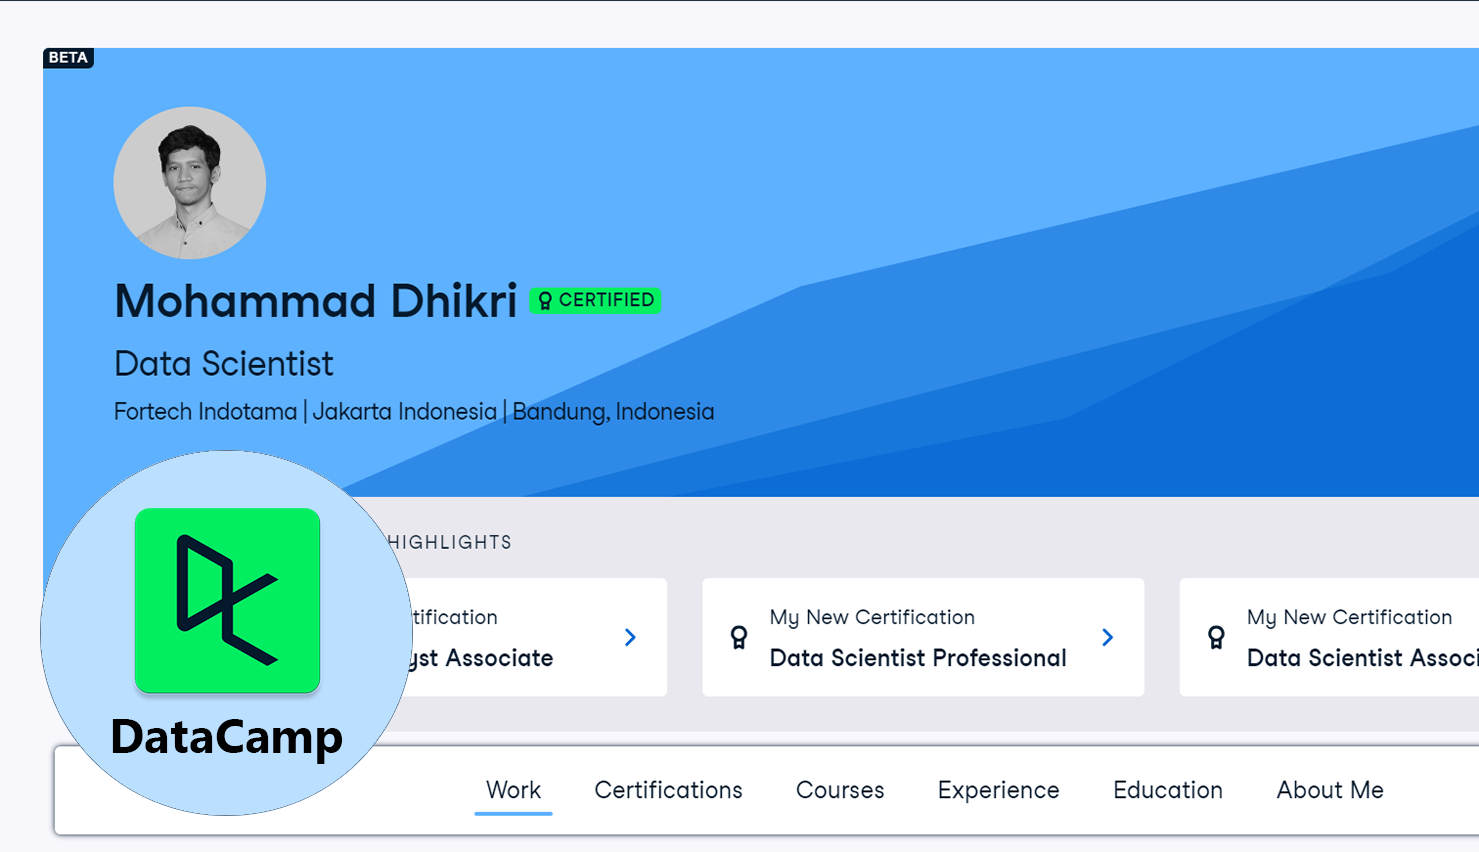 BETA
Mohammad Dhikri CERTIFIED
Data Scientist
Fortech Indotama | Jakarta Indonesia | Bandung, Indonesia
HIGHLIGHTS
tification
yst Associate
My New Certification
Data Scientist Professional
My New Certification
Data Scientist Associ
DataCamp
Work Certifications Courses Experience Education About Me